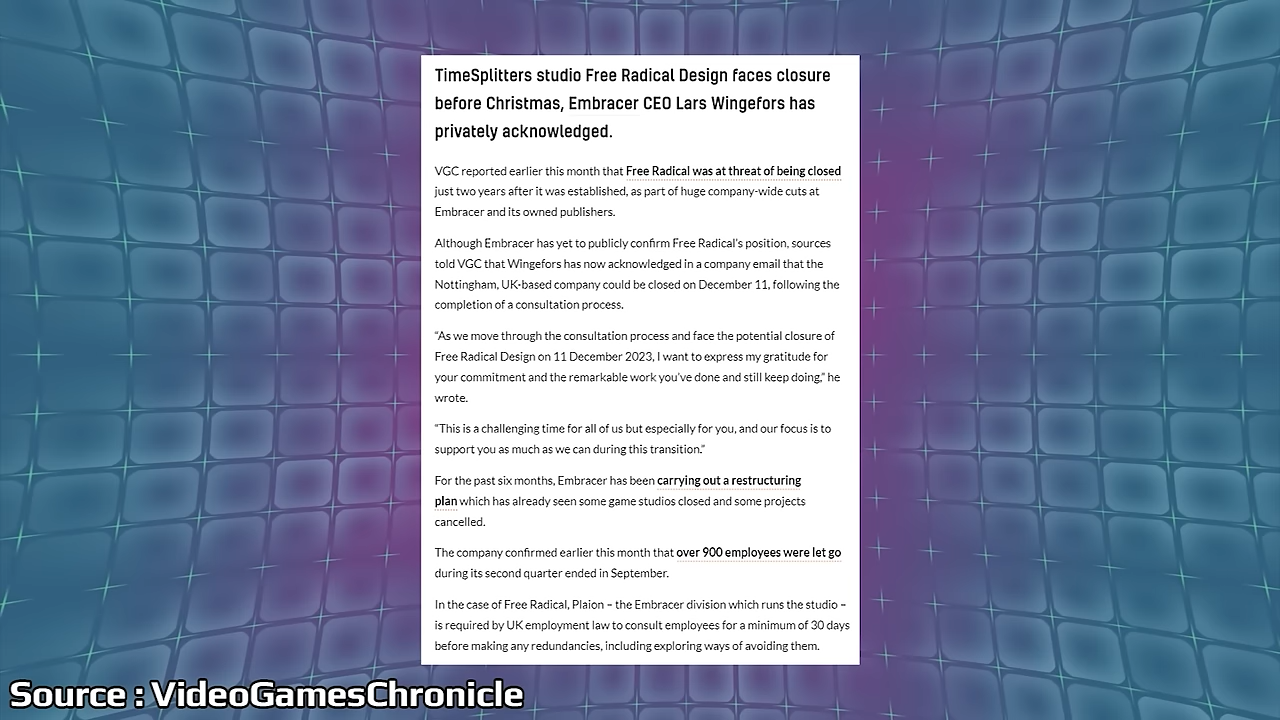 TimeSplitters studio Free Radical Design faces closure
before Christmas, Embracer CEO Lars Wingefors has
privately acknowledged.
VGC reported earlier this month that Free Radical was at threat of being closed
just two years after it was established, as part of huge company-wide cuts at
Embracer and its owned publishers.
Although Embracer has yet to publicly confirm Free Radical’s position, sources
told VGC that Wingefors has now acknowledged in a company email that the
Nottingham, UK-based company could be closed on December 11, following the
completion of a consultation process.
“As we move through the consultation process and face the potential closure of
Free Radical Design on 11 December 2023, I want to express my gratitude for
your commitment and the remarkable work you’ve done and still keep doing,” he
wrote.
“This is a challenging time for all of us but especially for you, and our focus is to
support you as much as we can during this transition.”
For the past six months, Embracer has been carrying out a restructuring
plan which has already seen some game studios closed and some projects
cancelled.
The company confirmed earlier this month that over 900 employees were let go
during its second quarter ended in September.
In the case of Free Radical, Plaion – the Embracer division which runs the studio –
is required by UK employment law to consult employees for a minimum of 30 days
before making any redundancies, including exploring ways of avoiding them.
Source : VideoGamesChronicle